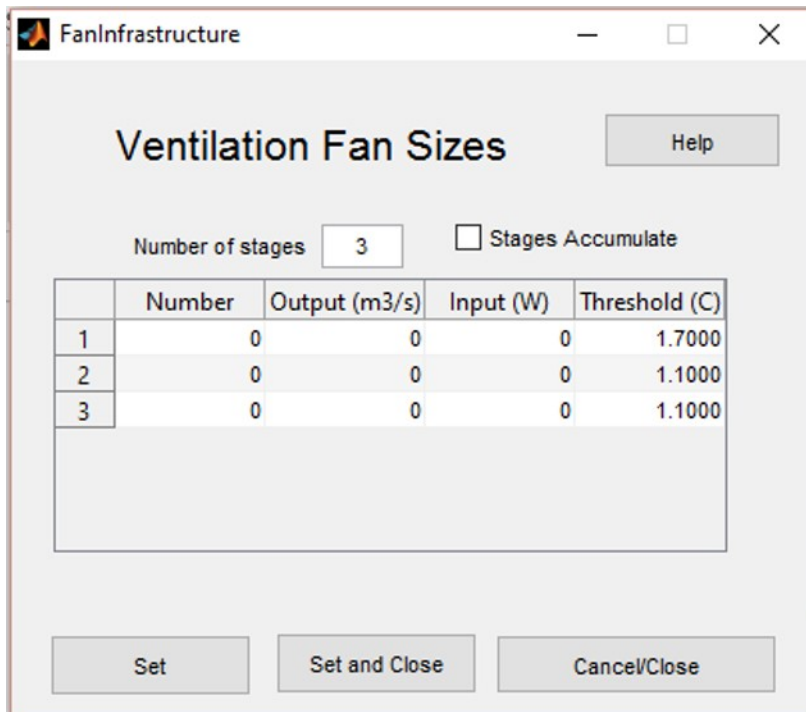 FanInfrastructure
Ventilation Fan Sizes
Help
Number of stages 3 Stages Accumulate
Number Output (m3/s) Input (W) Threshold (C)
1 0 0 0 1.7000
2 0 0 0 1.1000
3 0 0 0 1.1000
Set Set and Close Cancel/Close